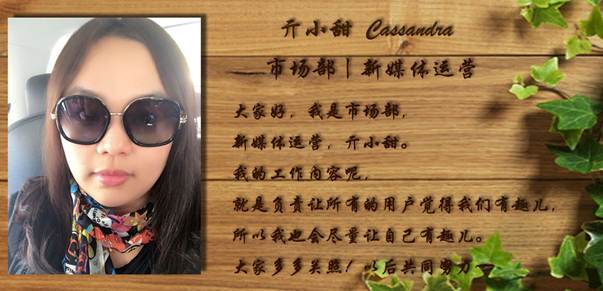 亓小甜 Cassandra
市场部|新媒体运营
大家好,我是市场部,
新媒体运营,亓小甜。
我的工作内容呢,
就是负责让所有的用户觉得我们有趣儿,
所以我也会尽量让自己有趣儿。
大家多多关照!以后共同努力~